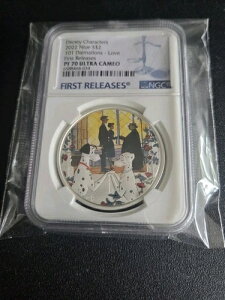 Disney Characters
2022 Niue S$2
101 Dalmatians - Love
First Releases
PF 70 ULTRA CAMEO
FIRST RELEASES
NGC